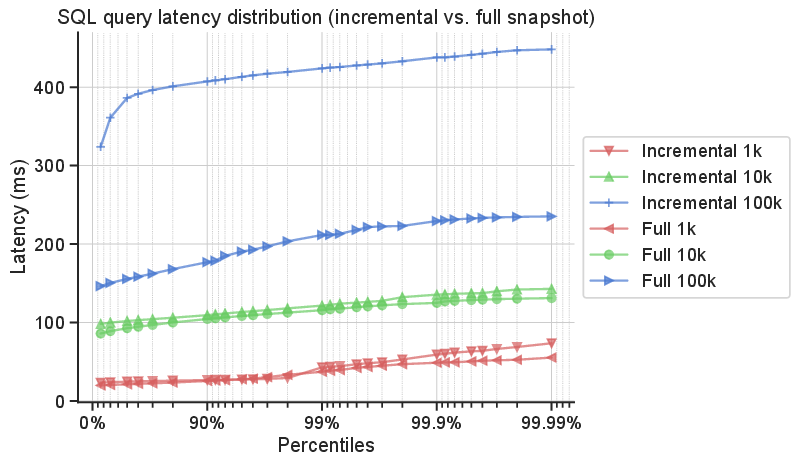 SQL query latency distribution (incremental vs. full snapshot)
Latency (ms)
400
300
200
100
0
0%
90%
99%
99.9%
99.99%
Percentiles
Incremental 1k
Incremental 10k
Incremental 100k
Full 1k
Full 10k
Full 100k